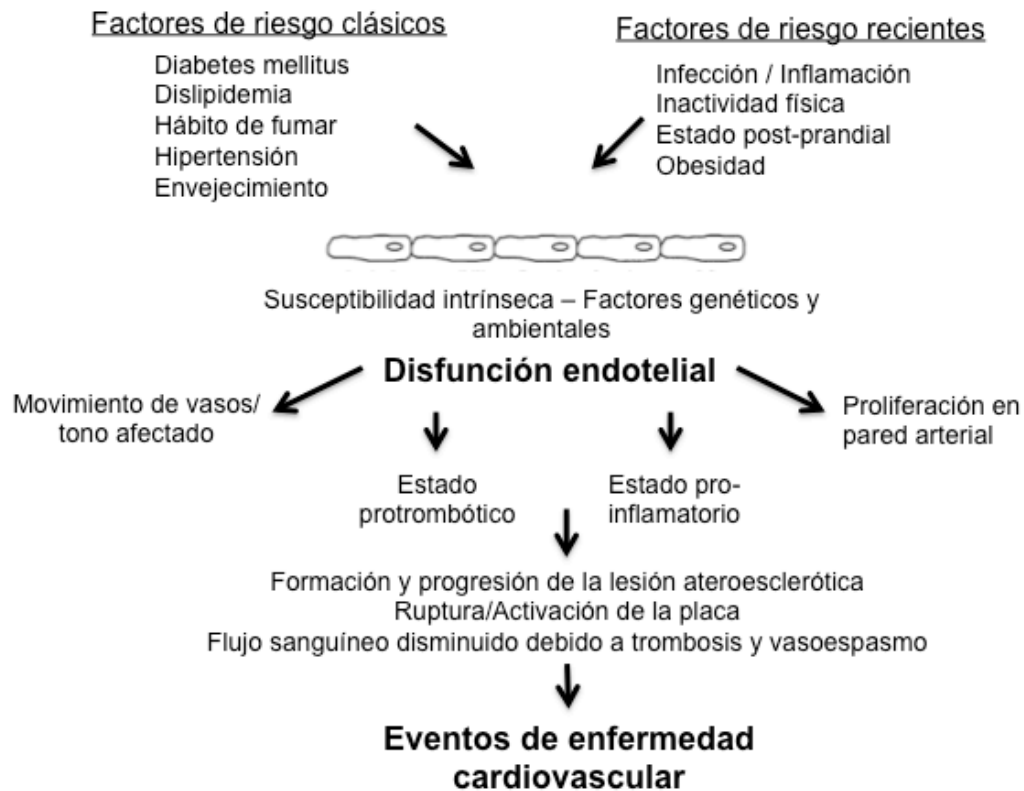 Factores de riesgo clásicos
Diabetes mellitus
Dislipidemia
Hábito de fumar
Hipertensión
Envejecimiento
Factores de riesgo recientes
Infección / Inflamación
Inactividad física
Estado post-prandial
Obesidad
Susceptibilidad intrínseca – Factores genéticos y
ambientales
Disfunción endotelial
Movimiento de vasos/
tono afectado
Proliferación en
pared arterial
Estado
protrombótico
Estado pro-
inflamatorio
Formación y progresión de la lesión ateroesclerótica
Ruptura/Activación de la placa
Flujo sanguíneo disminuido debido a trombosis y vasoespasmo
Eventos de enfermedad
cardiovascular